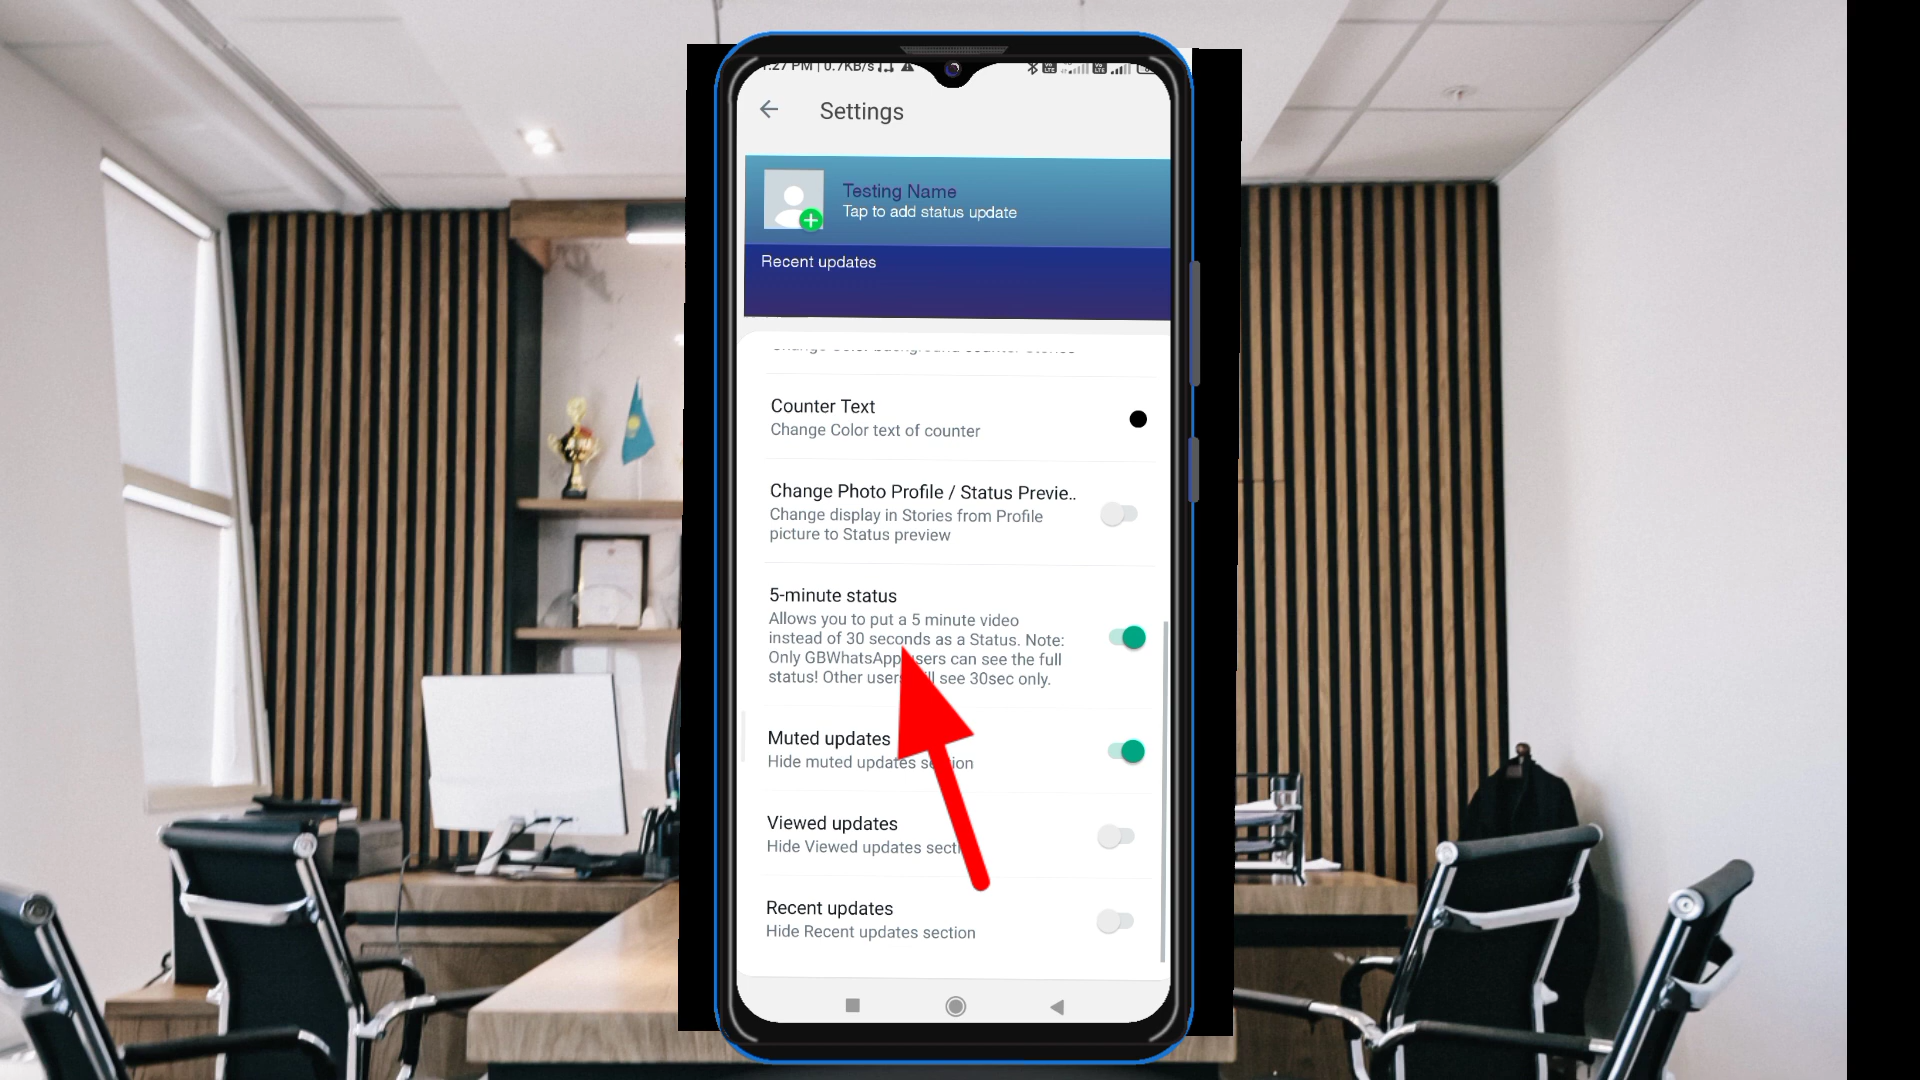 :27 PM | 0.7KB/s
Settings
Testing Name
Tap to add status update
Recent updates
Change Color background counter Stories
Counter Text
Change Color text of counter
Change Photo Profile / Status Previe..
Change display in Stories from Profile
picture to Status preview
5-minute status
Allows you to put a 5 minute video
instead of 30 seconds as a Status. Note:
Only GBWhatsApp users can see the full
status! Other users will see 30sec only.
Muted updates
Hide muted updates section
Viewed updates
Hide Viewed updates secti
Recent updates
Hide Recent updates section